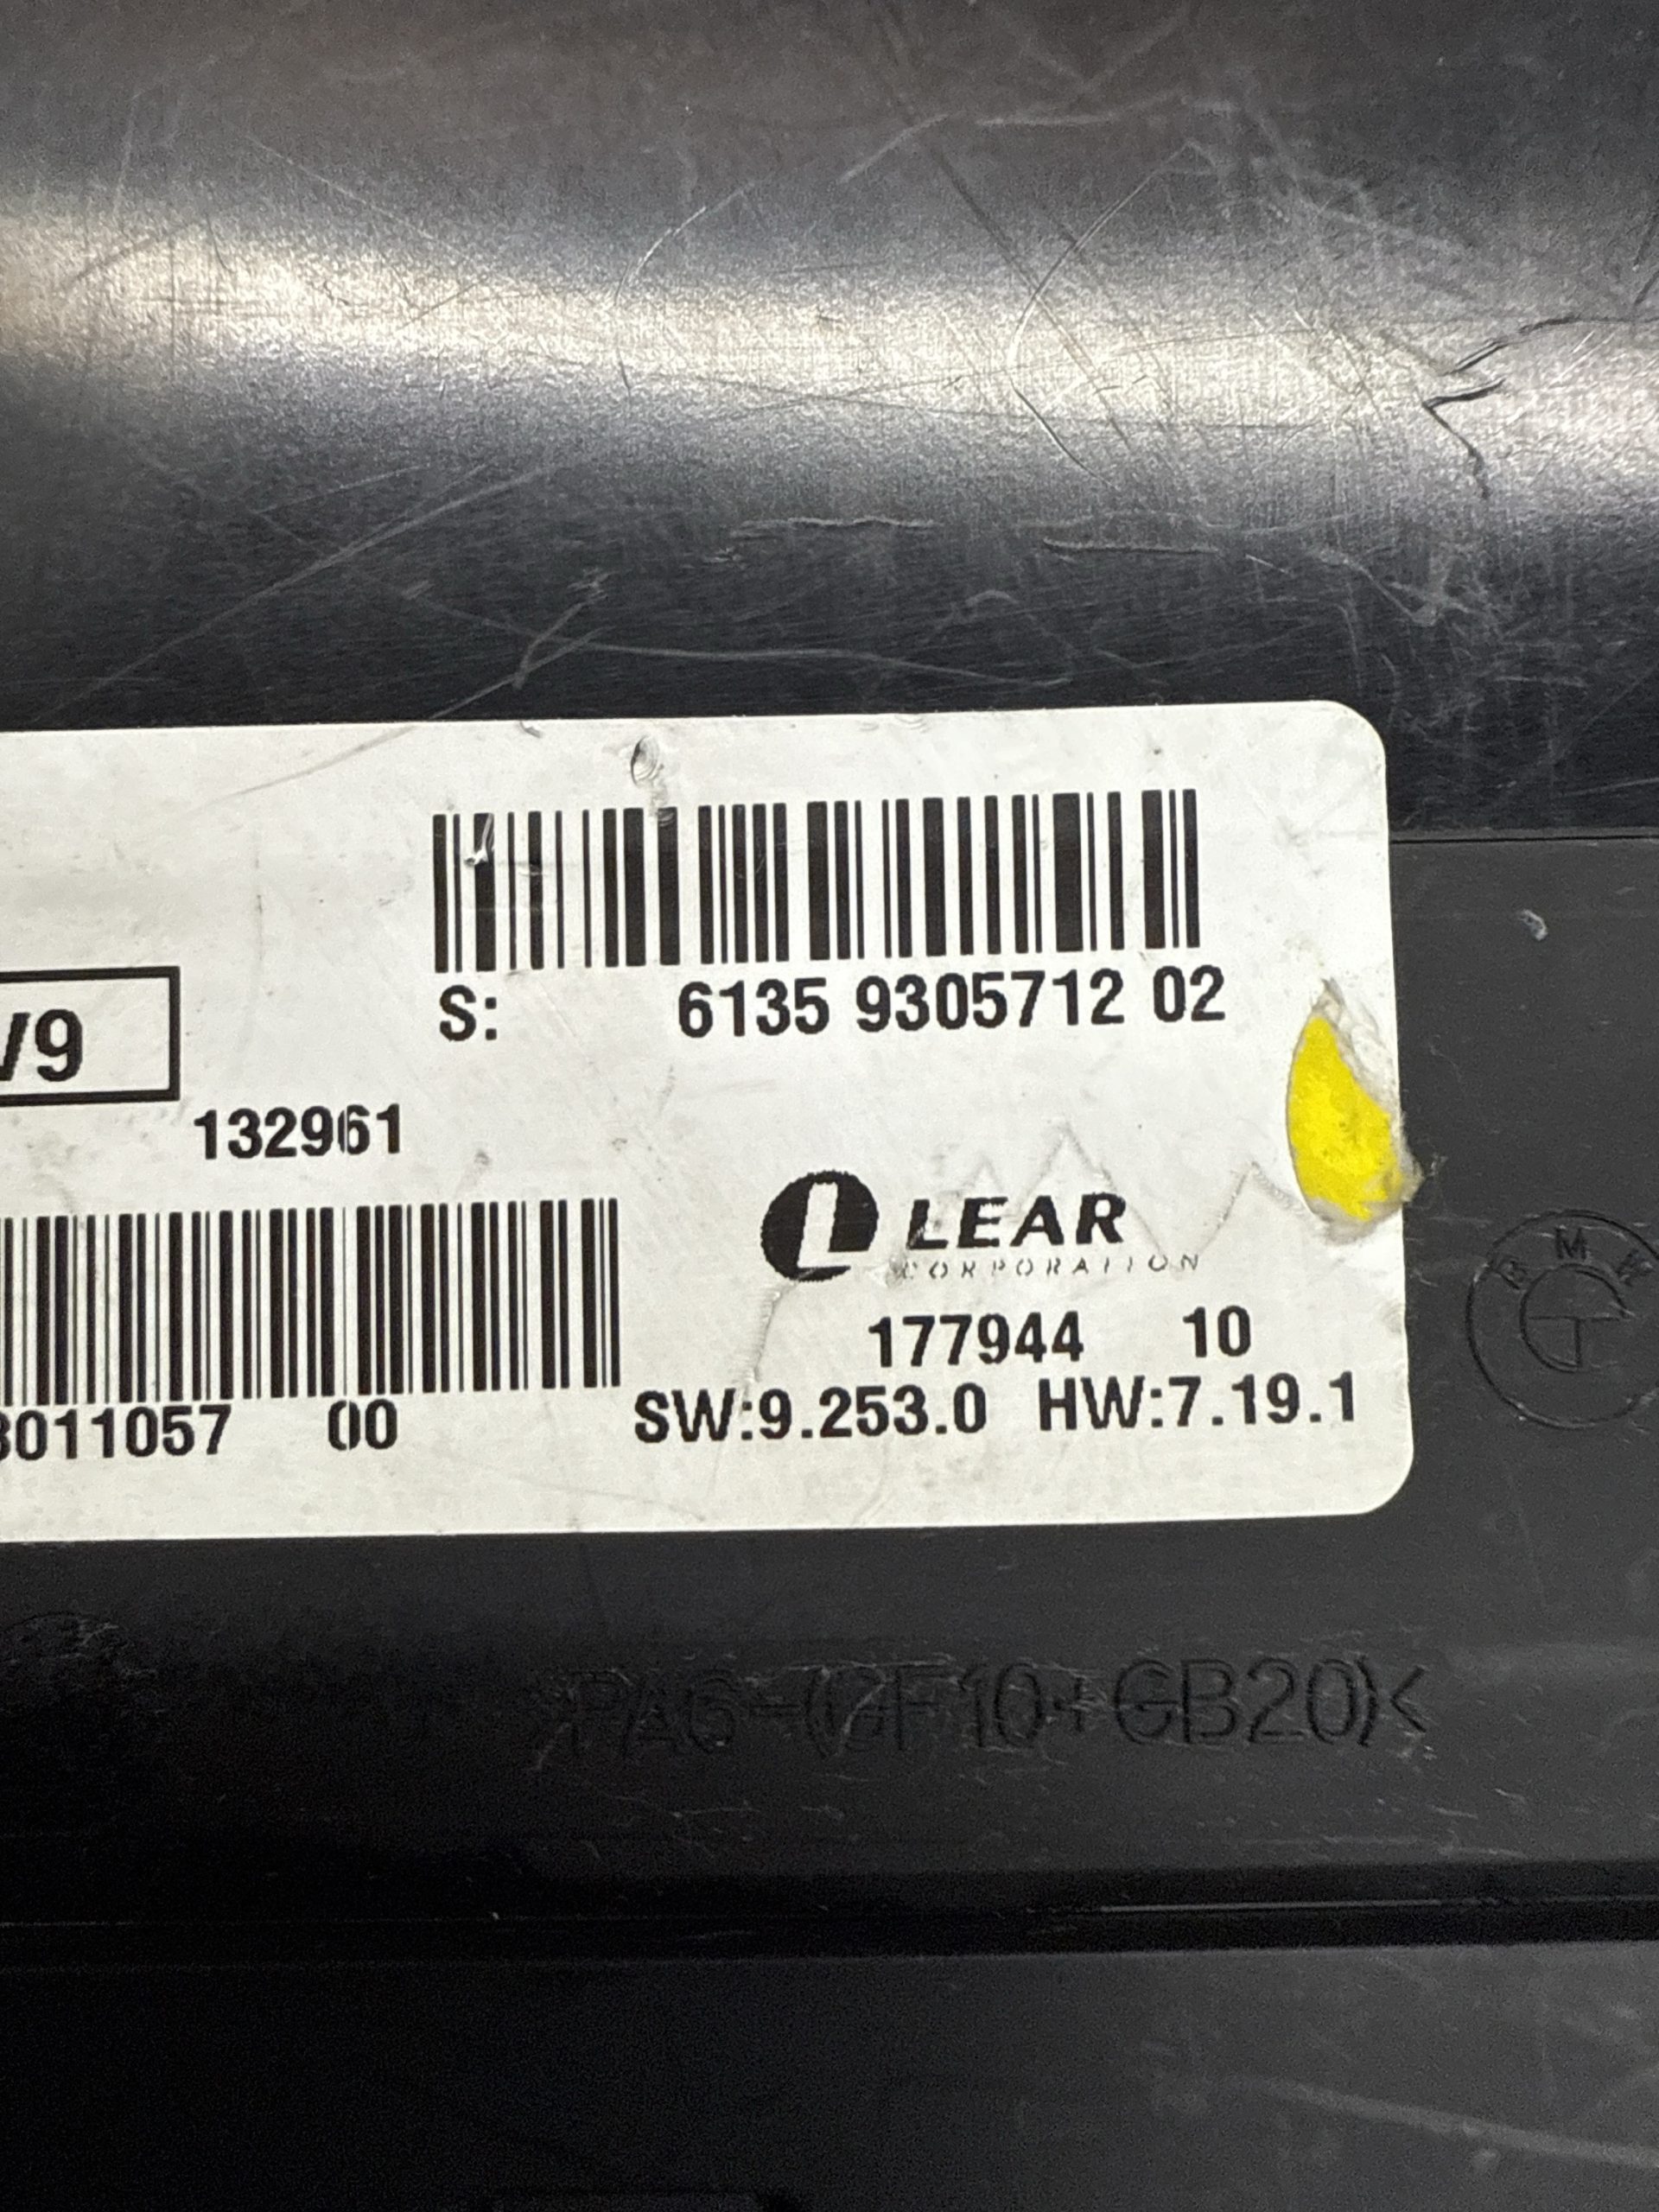 S: 6135 9305712 02
V9
132961
LEAR
CORPORATION
177944 10
3011057 00
SW:9.253.0 HW:7.19.1
BMW
>PA6-(GF10+GB20)<